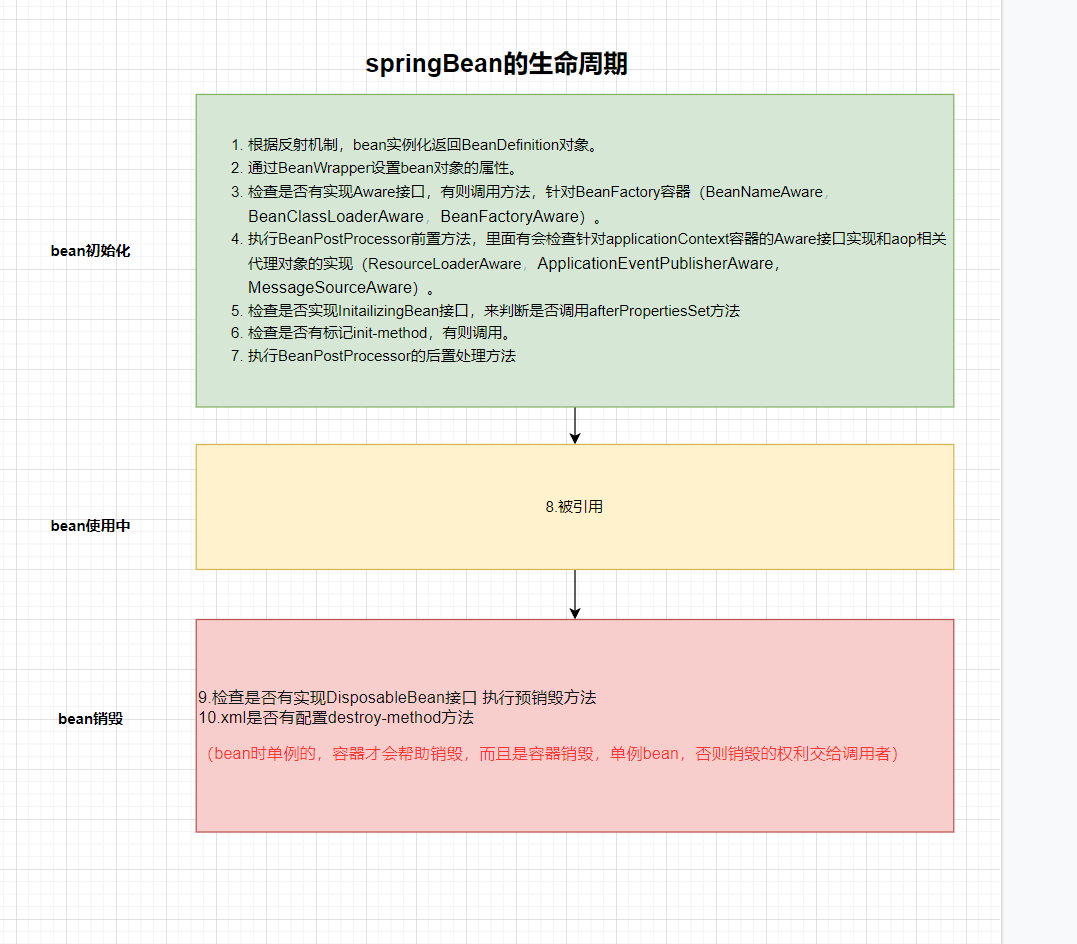 springBean的生命周期
bean初始化
1. 根据反射机制，bean实例化返回BeanDefinition对象。
2. 通过BeanWrapper设置bean对象的属性。
3. 检查是否有实现Aware接口，有则调用方法，针对BeanFactory容器（BeanNameAware，
BeanClassLoaderAware，BeanFactoryAware）。
4. 执行BeanPostProcessor前置方法，里面有会检查针对applicationContext容器的Aware接口实现和aop相关
代理对象的实现（ResourceLoaderAware，ApplicationEventPublisherAware，
MessageSourceAware）。
5. 检查是否实现InitailizingBean接口，来判断是否调用afterPropertiesSet方法
6. 检查是否有标记init-method，有则调用。
7. 执行BeanPostProcessor的后置处理方法
bean使用中
8.被引用
bean销毁
9.检查是否有实现DisposableBean接口 执行预销毁方法
10.xml是否有配置destroy-method方法
（bean时单例的，容器才会帮助销毁，而且是容器销毁，单例bean，否则销毁的权利交给调用者）